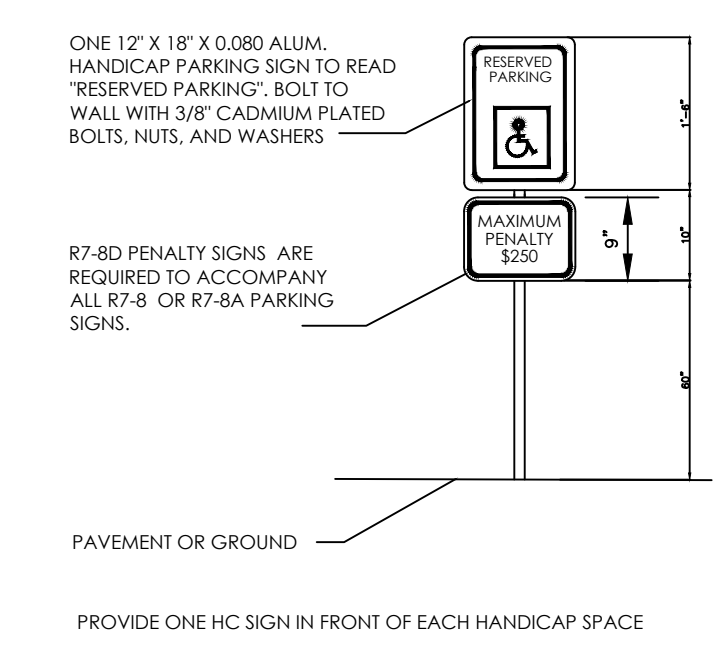 ONE 12" X 18" X 0.080 ALUM.
HANDICAP PARKING SIGN TO READ
"RESERVED PARKING". BOLT TO
WALL WITH 3/8" CADMIUM PLATED
BOLTS, NUTS, AND WASHERS
RESERVED
PARKING
1'-6"
MAXIMUM
PENALTY
$250
9"
10"
R7-8D PENALTY SIGNS ARE
REQUIRED TO ACCOMPANY
ALL R7-8 OR R7-8A PARKING
SIGNS.
60"
PAVEMENT OR GROUND
PROVIDE ONE HC SIGN IN FRONT OF EACH HANDICAP SPACE